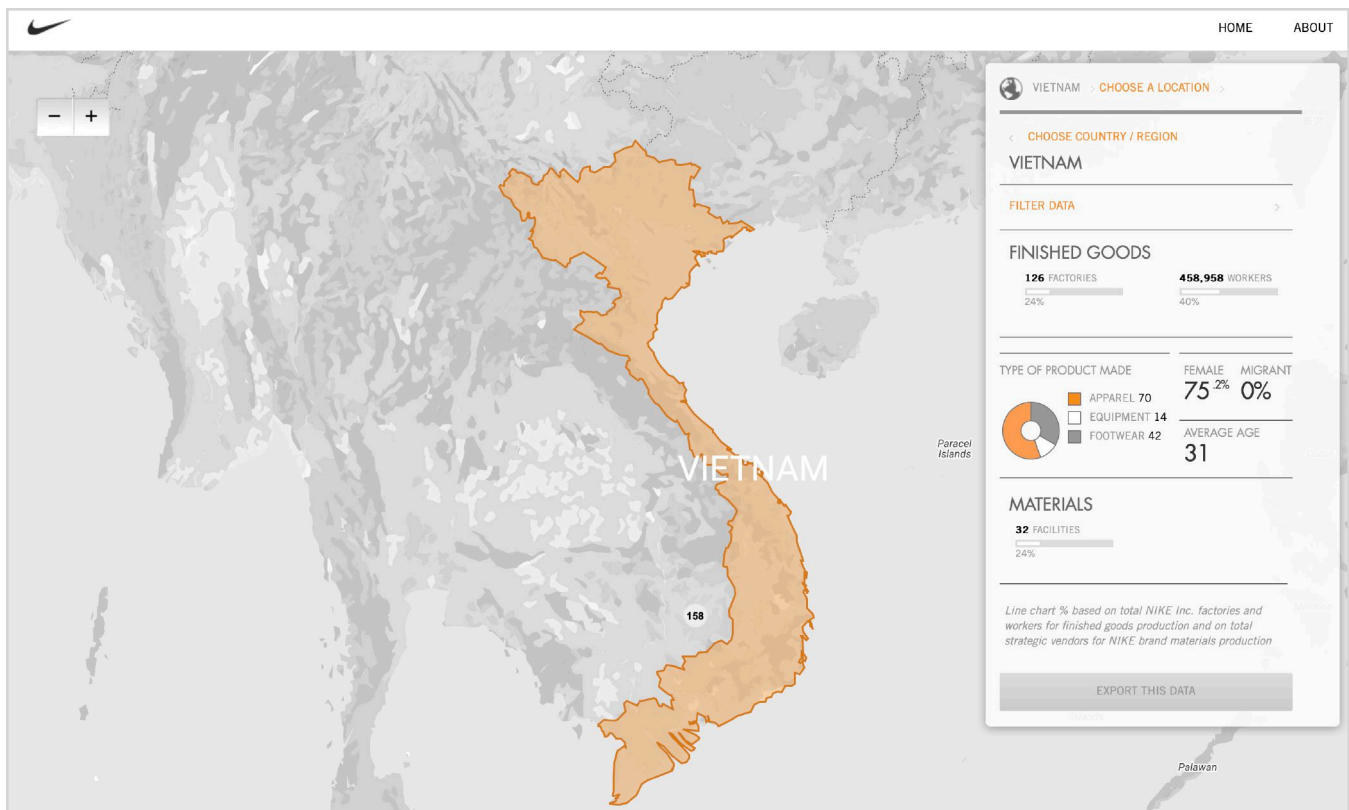 HOME ABOUT
− +
VIETNAM > CHOOSE A LOCATION >
< CHOOSE COUNTRY / REGION
VIETNAM
FILTER DATA >
FINISHED GOODS
126 FACTORIES 458,958 WORKERS
24% 40%
TYPE OF PRODUCT MADE
APPAREL 70
EQUIPMENT 14
FOOTWEAR 42
FEMALE MIGRANT
75.2% 0%
AVERAGE AGE
31
MATERIALS
32 FACILITIES
24%
Line chart % based on total NIKE Inc. factories and
workers for finished goods production and on total
strategic vendors for NIKE brand materials production
EXPORT THIS DATA
Paracel
Islands
VIETNAM
158
Palawan